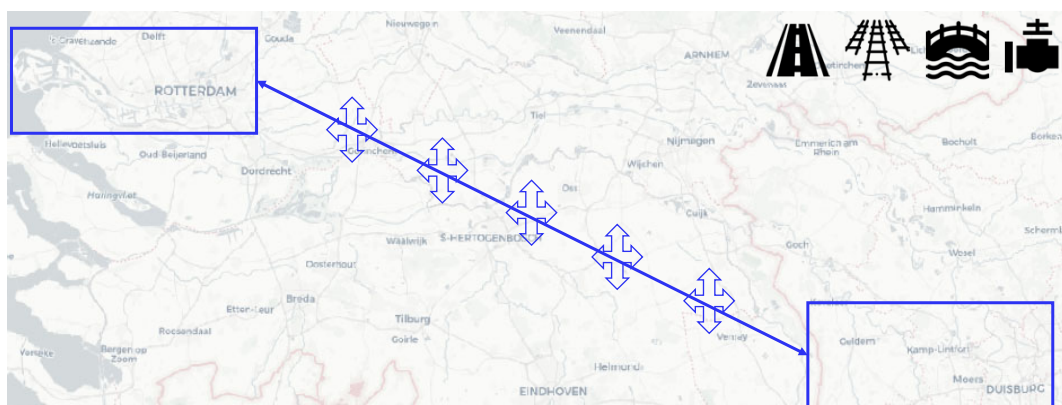 Nieuwegein
's-Gravenzande
Delft
Gouda
Veenendaal
ARNHEM
Zevenaar
ROTTERDAM
Tiel
Nijmegen
Emmerich am
Rhein
Bocholt
Borken
Hellevoetsluis
Oud-Beijerland
Dordrecht
Wijchen
Haringvliet
Oss
Cuijk
Hamminkeln
Waalwijk
'S-HERTOGENBOSCH
Goch
Wesel
Oosterhout
Breda
Etten-Leur
Tilburg
Goirle
Roosendaal
Bergen op
Zoom
Venray
Helmond
EINDHOVEN
Geldern
Kamp-Lintfort
Moers
DUISBURG